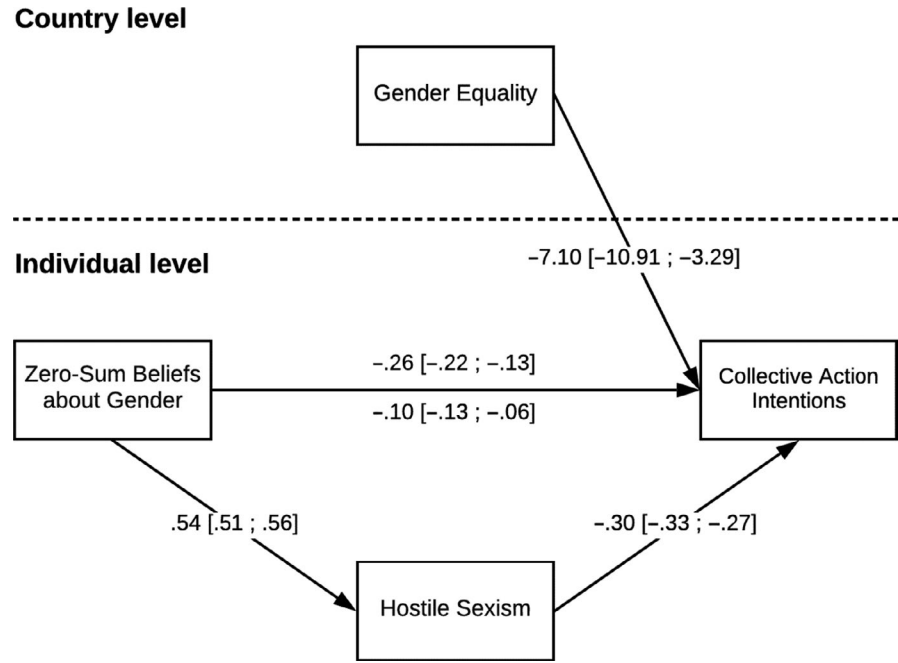 Country level
Gender Equality
−7.10 [−10.91 ; −3.29]
Individual level
Zero-Sum Beliefs
about Gender
−.26 [−.22 ; −.13]
−.10 [−.13 ; −.06]
Collective Action
Intentions
.54 [.51 ; .56]
−.30 [−.33 ; −.27]
Hostile Sexism